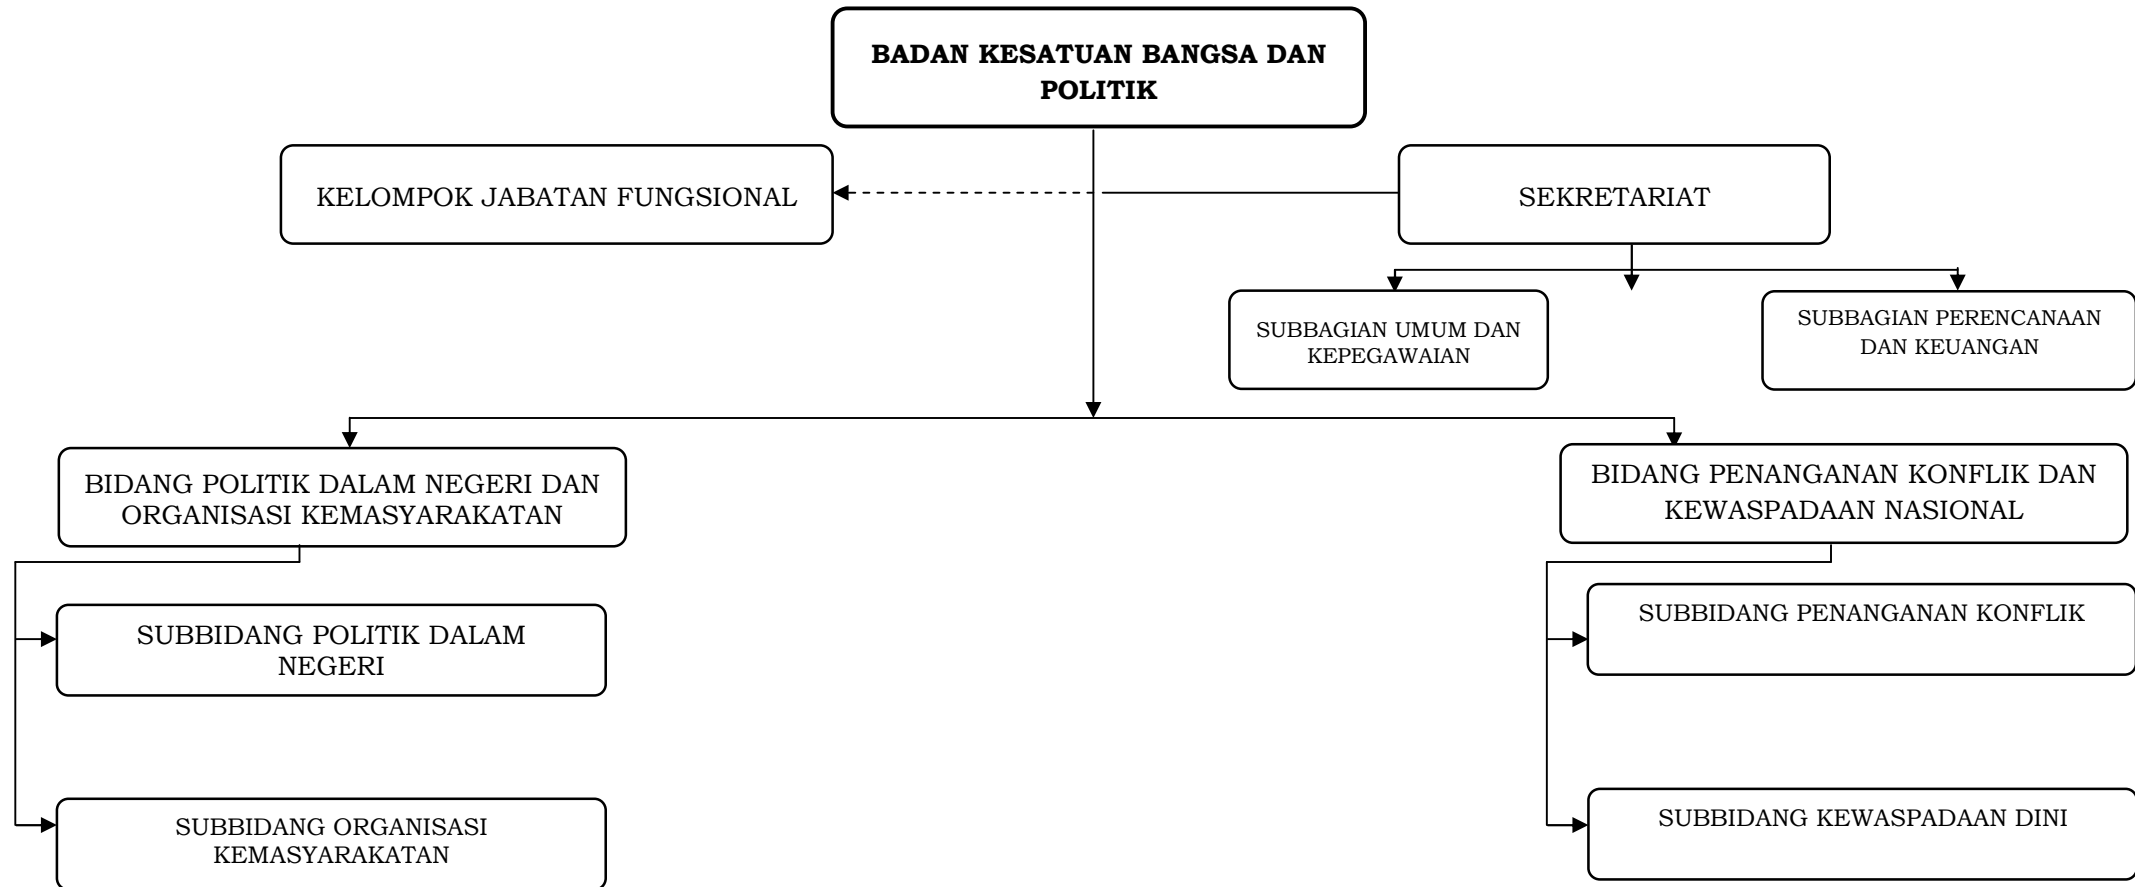 BADAN KESATUAN BANGSA DAN
POLITIK
KELOMPOK JABATAN FUNGSIONAL
SEKRETARIAT
SUBBAGIAN UMUM DAN
KEPEGAWAIAN
SUBBAGIAN PERENCANAAN
DAN KEUANGAN
BIDANG POLITIK DALAM NEGERI DAN
ORGANISASI KEMASYARAKATAN
BIDANG PENANGANAN KONFLIK DAN
KEWASPADAAN NASIONAL
SUBBIDANG POLITIK DALAM
NEGERI
SUBBIDANG PENANGANAN KONFLIK
SUBBIDANG ORGANISASI
KEMASYARAKATAN
SUBBIDANG KEWASPADAAN DINI